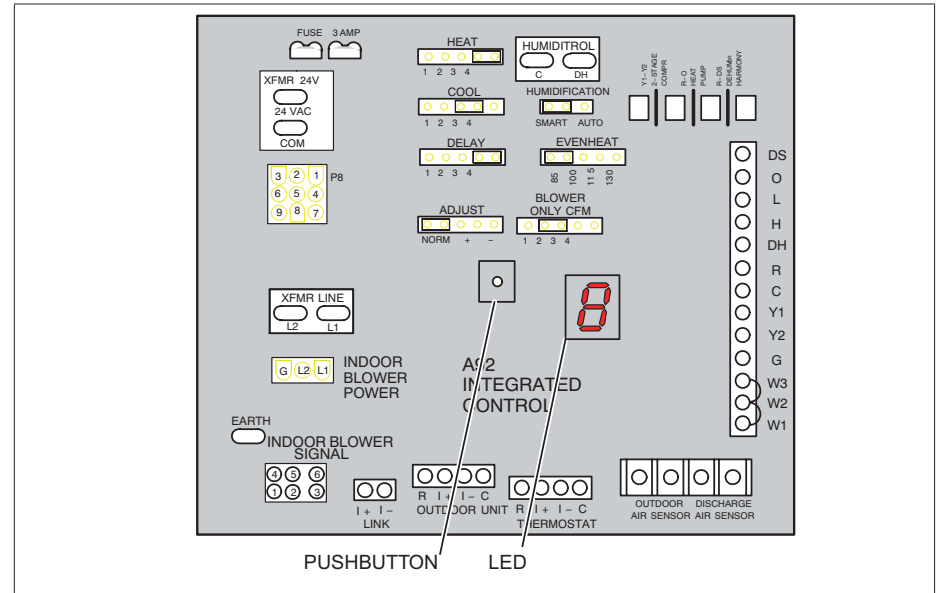 FUSE 3 AMP
XFMR 24V
24 VAC
COM
3 2 1
6 5 4
9 8 7
P8
HEAT
1 2 3 4
COOL
1 2 3 4
DELAY
1 2 3 4
ADJUST
NORM + –
HUMIDITROL
C DH
HUMIDIFICATION
SMART AUTO
EVENHEAT
85 100 11 5 130
BLOWER
ONLY CFM
1 2 3 4
Y1-Y2
2-STAGE
COMPR
R-O
HEAT
PUMP
R-DS
DEHUM
HARMONY
DS
O
L
H
DH
R
C
Y1
Y2
G
W3
W2
W1
XFMR LINE
L2 L1
G L2 L1
INDOOR
BLOWER
POWER
8
A92
INTEGRATED
CONTROL
EARTH
INDOOR BLOWER
SIGNAL
4 5 6
1 2 3
I + I –
LINK
R I + I – C
OUTDOOR UNIT
R I + I – C
THERMOSTAT
OUTDOOR
AIR SENSOR
DISCHARGE
AIR SENSOR
PUSHBUTTON LED